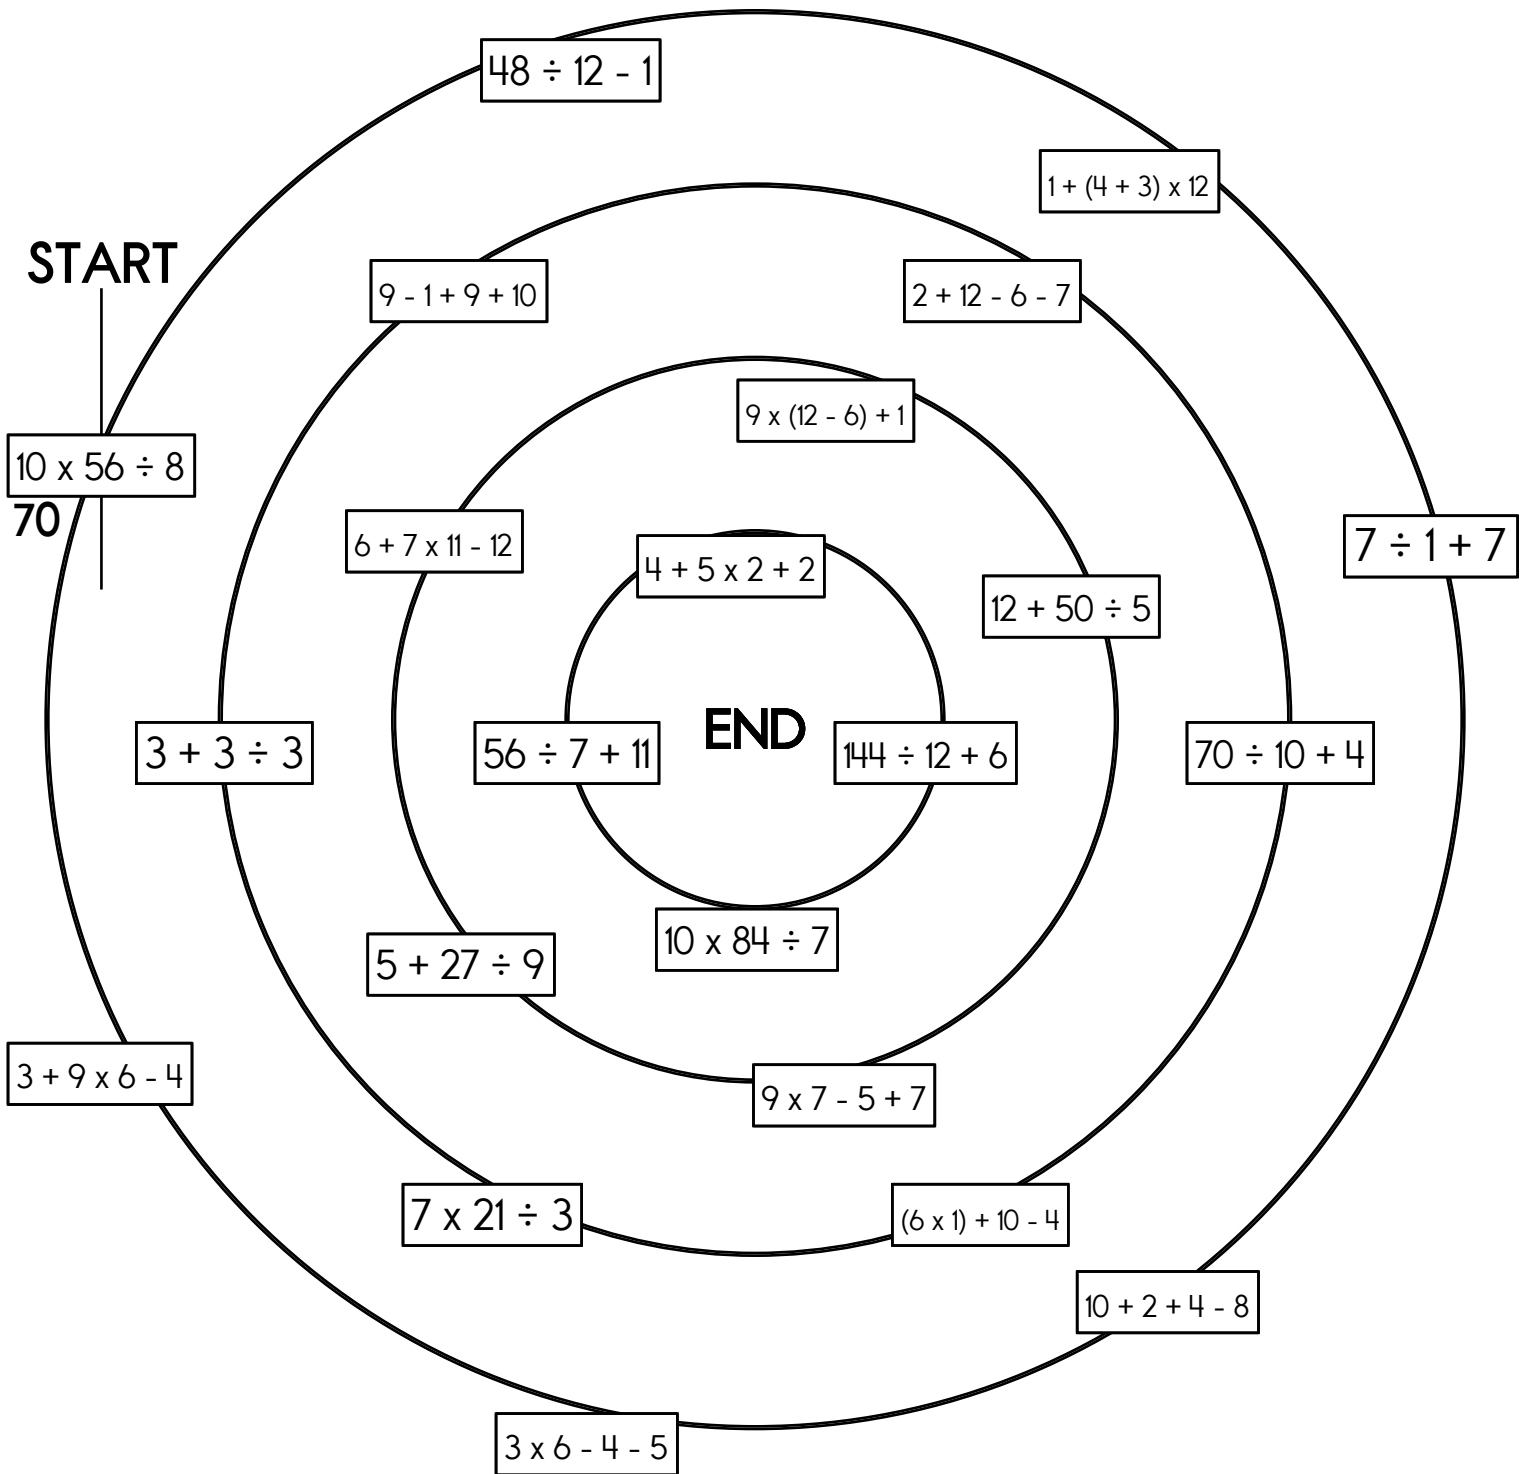 48 ÷ 12 - 1
1 + (4 + 3) x 12
START
9 - 1 + 9 + 10
2 + 12 - 6 - 7
9 x (12 - 6) + 1
10 x 56 ÷ 8
70
6 + 7 x 11 - 12
7 ÷ 1 + 7
4 + 5 x 2 + 2
12 + 50 ÷ 5
END
3 + 3 ÷ 3
56 ÷ 7 + 11
144 ÷ 12 + 6
70 ÷ 10 + 4
10 x 84 ÷ 7
5 + 27 ÷ 9
3 + 9 x 6 - 4
9 x 7 - 5 + 7
7 x 21 ÷ 3
(6 x 1) + 10 - 4
10 + 2 + 4 - 8
3 x 6 - 4 - 5